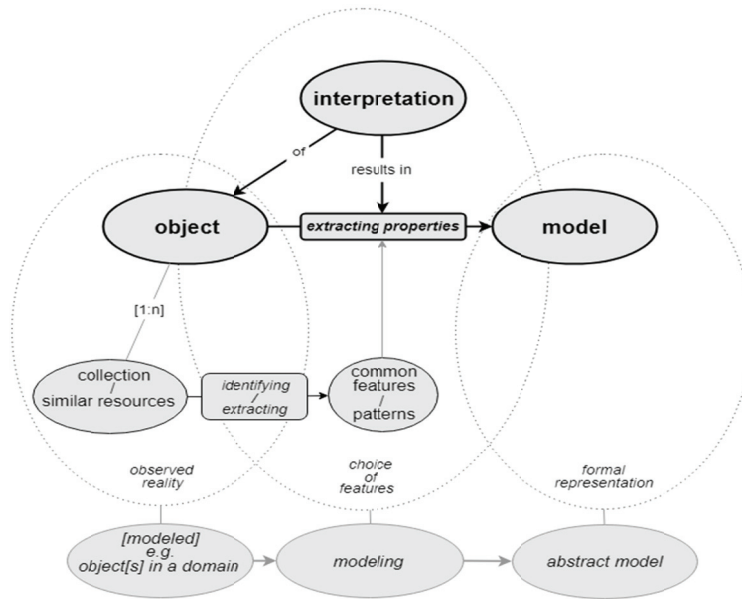 interpretation
of
results in
object
extracting properties
model
[1:n]
collection
/
similar resources
identifying
/
extracting
common
features
/
patterns
observed
reality
choice
of
features
formal
representation
[modeled]
e.g.
object[s] in a domain
modeling
abstract model